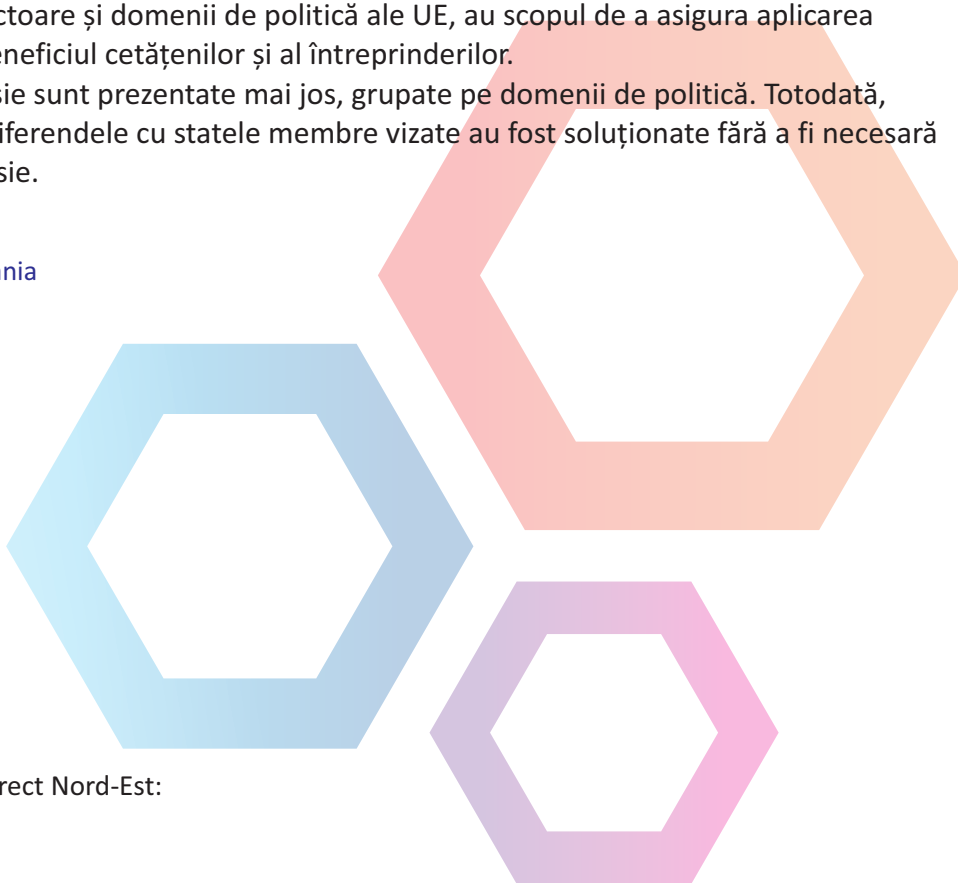 ctoare și domenii de politică ale UE, au scopul de a asigura aplicarea
eneficiul cetățenilor și al întreprinderilor.
sie sunt prezentate mai jos, grupate pe domenii de politică. Totodată,
iferendele cu statele membre vizate au fost soluționate fără a fi necesară
sie.
nia
rect Nord-Est: